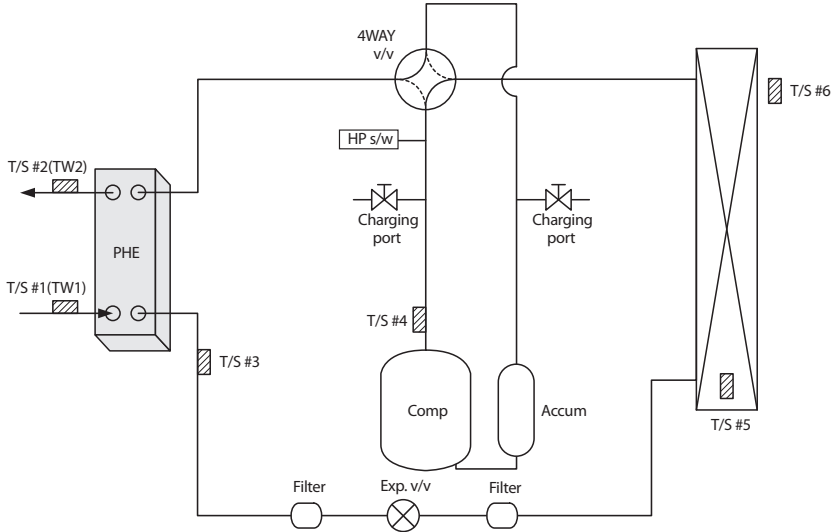 4WAY
v/v
T/S #6
HP s/w
T/S #2(TW2)
Charging
port
Charging
port
PHE
T/S #1(TW1)
T/S #4
T/S #3
Comp
Accum
T/S #5
Filter
Exp. v/v
Filter